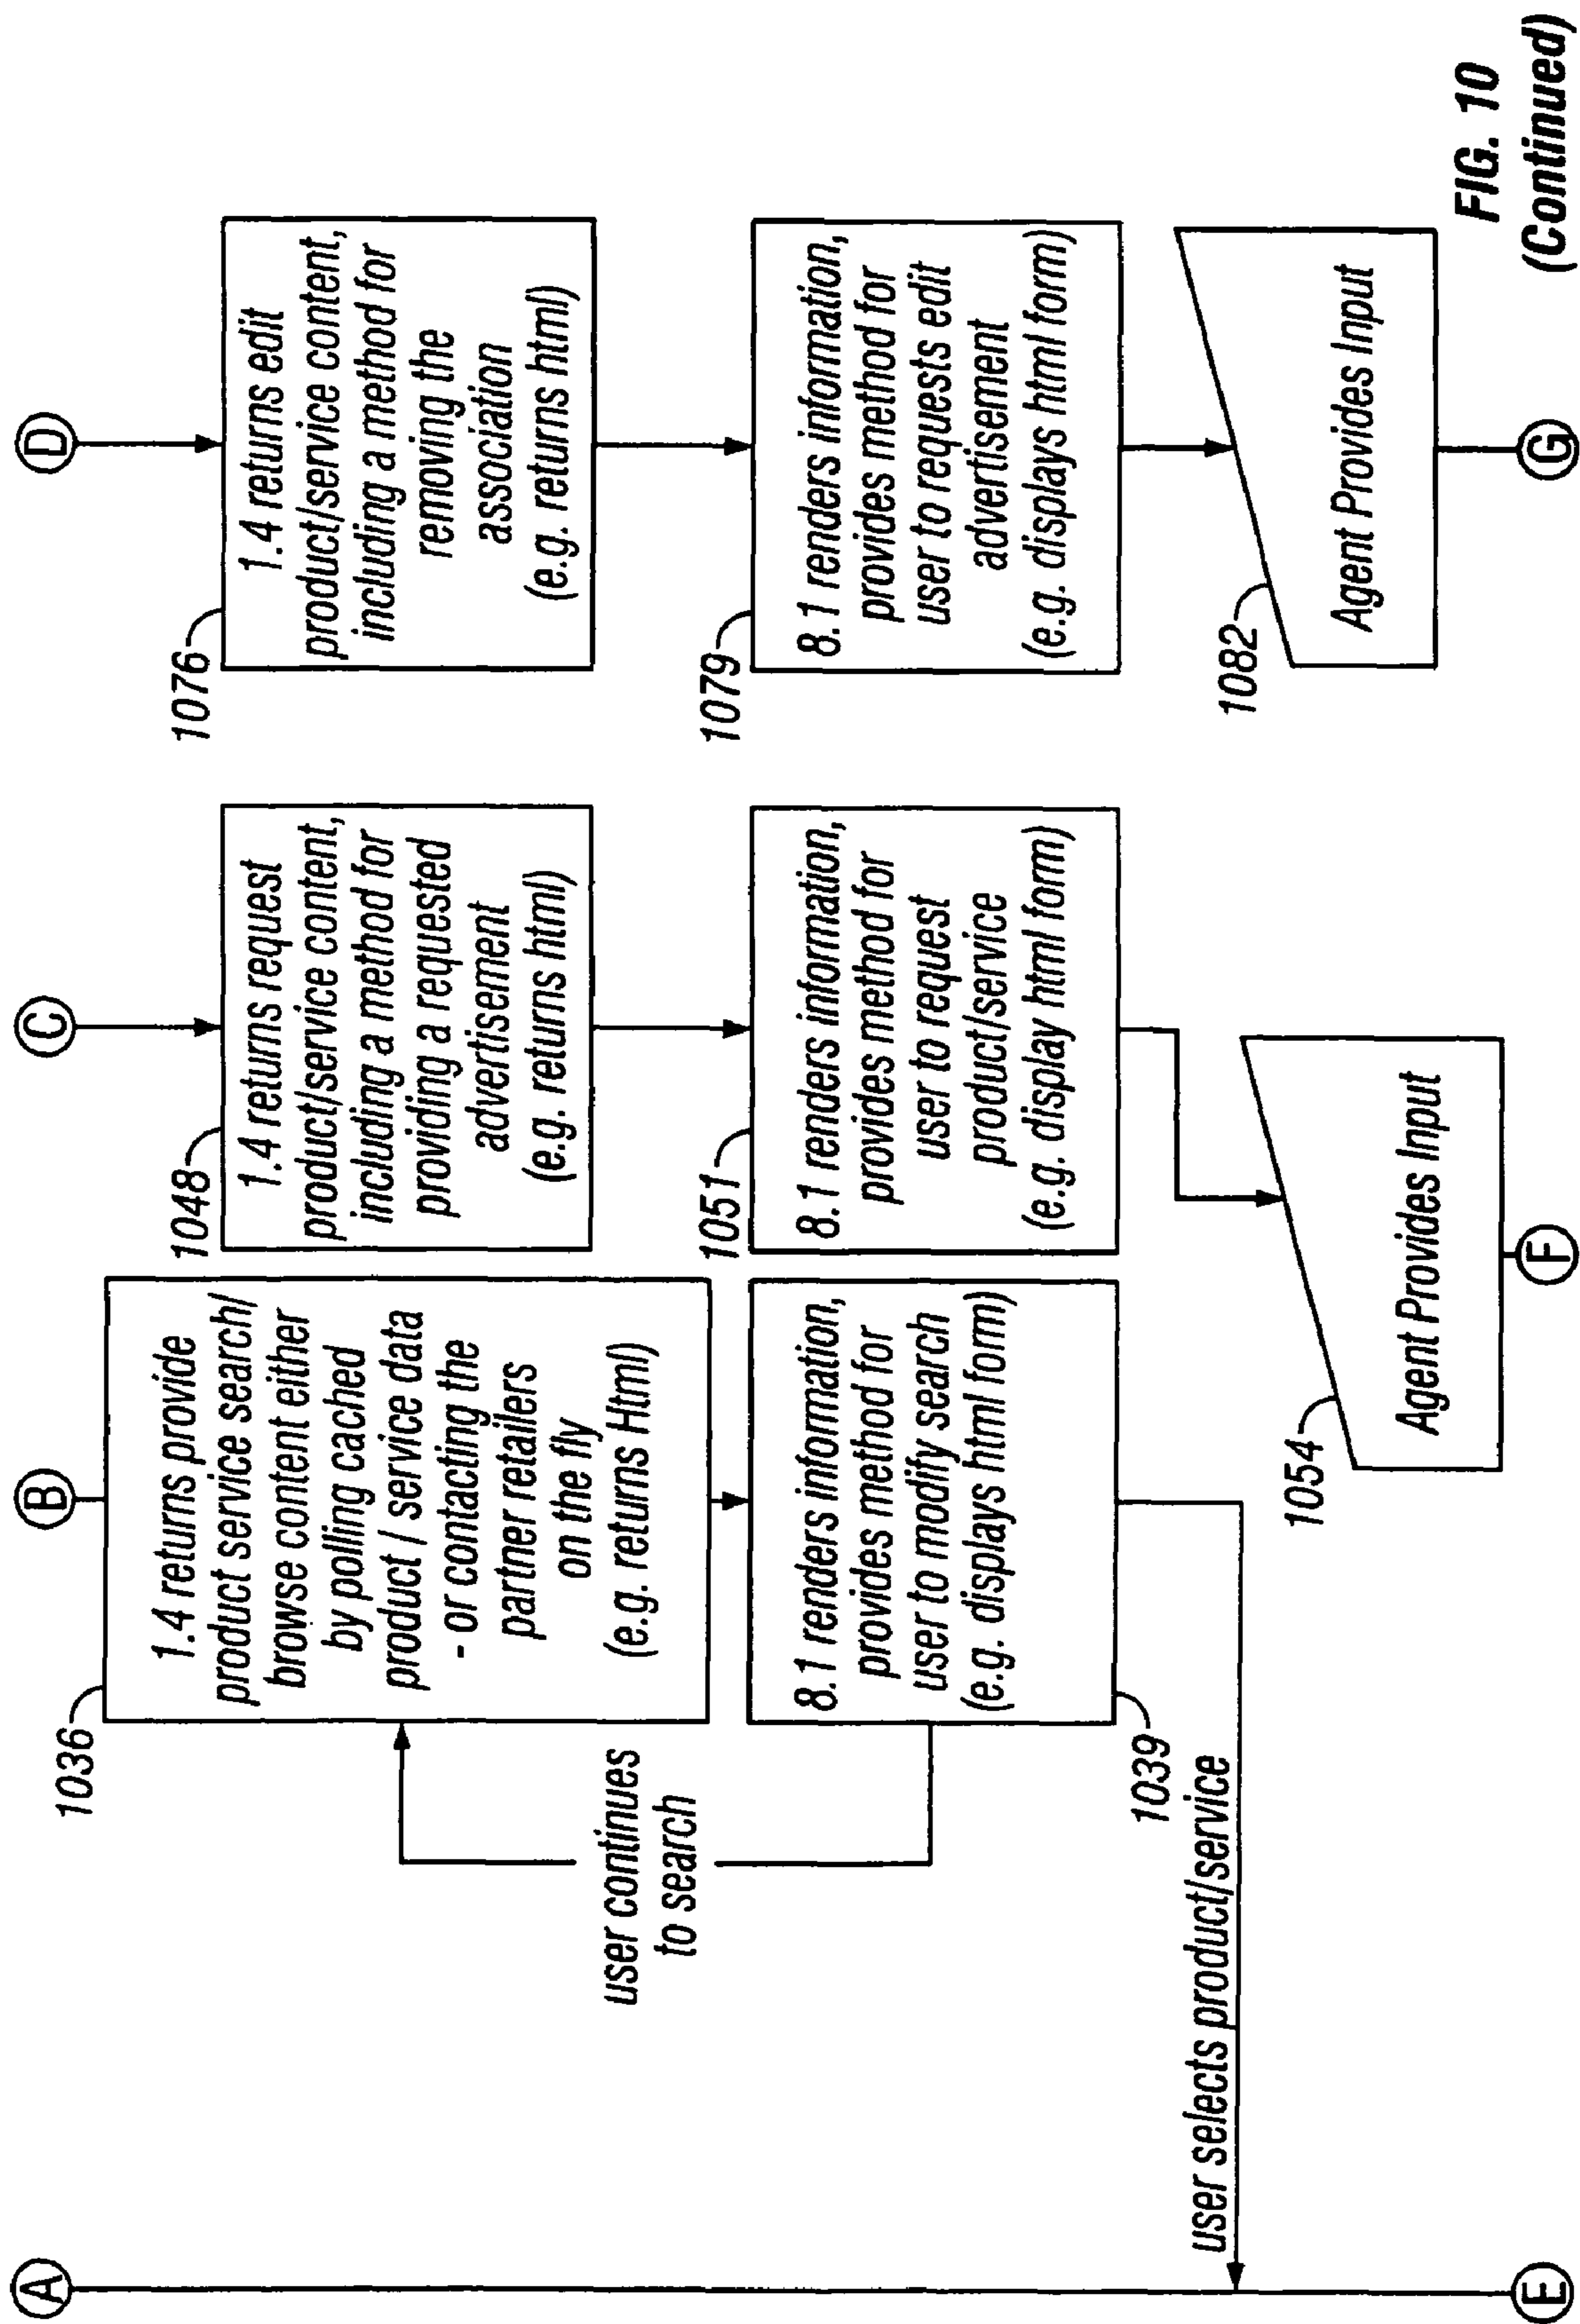 A
B
C
D
1036
1.4 returns provide
product service search/
browse content either
by polling cached
product / service data
- or contacting the
partner retailers
on the fly
(e.g. returns Html)
1048
1.4 returns request
product/service content,
including a method for
providing a requested
advertisement
(e.g. returns html)
1076
1.4 returns edit
product/service content,
including a method for
removing the
association
(e.g. returns html)
user continues
to search
8.1 renders information,
provides method for
user to modify search
(e.g. displays html form)
1039
1051
8.1 renders information,
provides method for
user to request
product/service
(e.g. display html form)
1079
8.1 renders information,
provides method for
user to requests edit
advertisement
(e.g. displays html form)
user selects product/service
1054
Agent Provides Input
1082
Agent Provides Input
E
F
G
FIG. 10
(Continued)